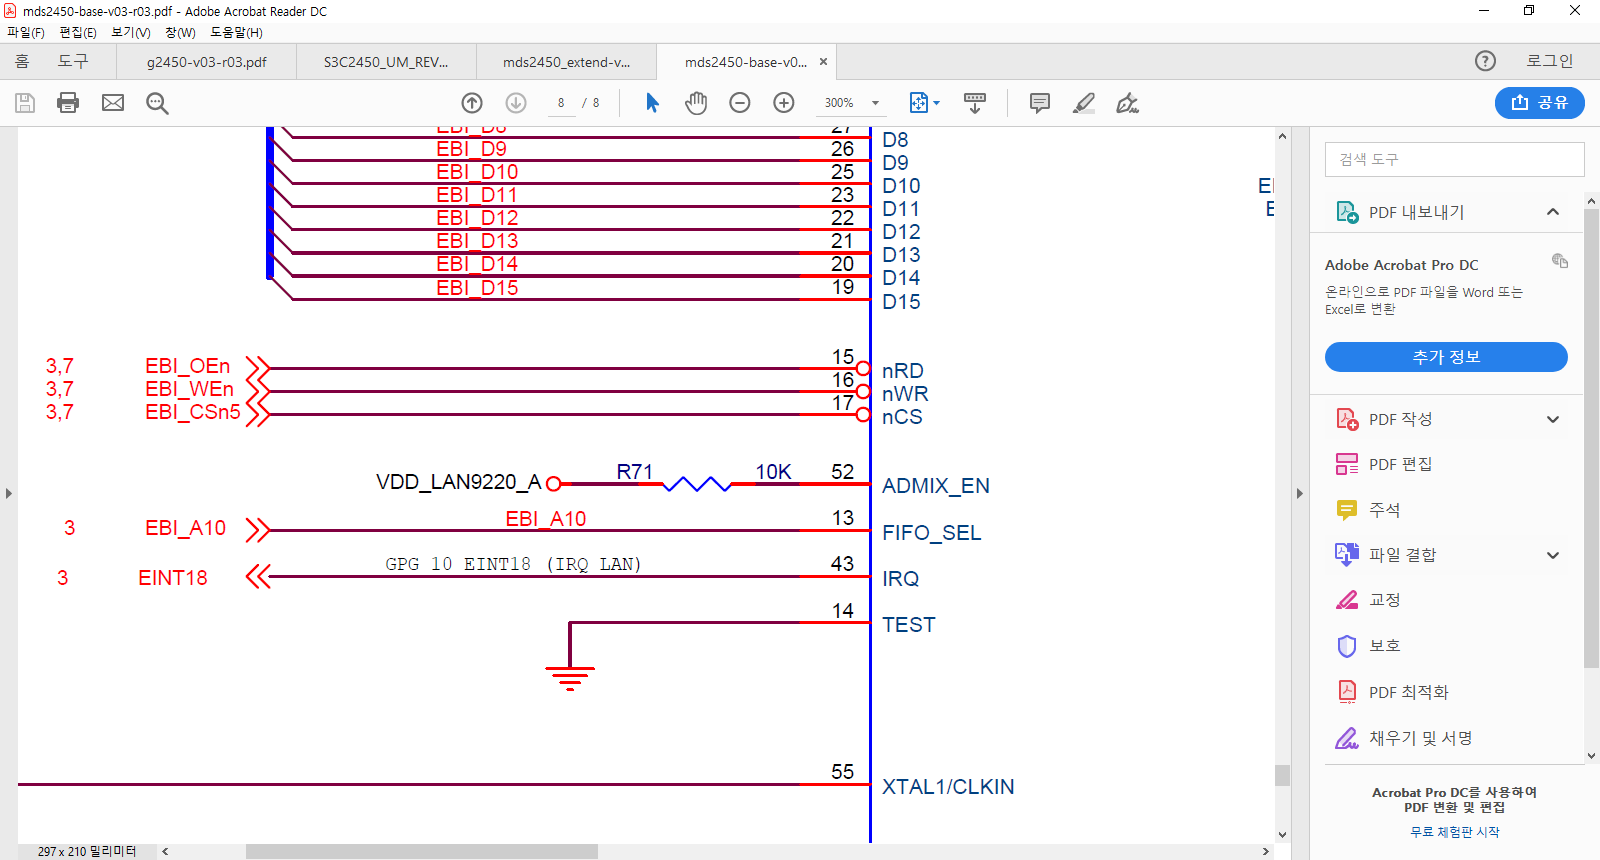 mds2450-base-v03-r03.pdf - Adobe Acrobat Reader DC
파일(F) 편집(E) 보기(V) 창(W) 도움말(H)
홈 도구 g2450-v03-r03.pdf S3C2450_UM_REV... mds2450_extend-v... mds2450-base-v0... × ? 로그인
8 / 8 300% 공유
EBI_D8 27 D8
EBI_D9 26 D9
EBI_D10 25 D10
EBI_D11 23 D11
EBI_D12 22 D12
EBI_D13 21 D13
EBI_D14 20 D14
EBI_D15 19 D15
3,7 EBI_OEn 15 nRD
3,7 EBI_WEn 16 nWR
3,7 EBI_CSn5 17 nCS
VDD_LAN9220_A R71 10K 52 ADMIX_EN
3 EBI_A10 EBI_A10 13 FIFO_SEL
3 EINT18 GPG 10 EINT18 (IRQ LAN) 43 IRQ
14 TEST
55 XTAL1/CLKIN
297 x 210 밀리미터
검색 도구
PDF 내보내기
Adobe Acrobat Pro DC
온라인으로 PDF 파일을 Word 또는
Excel로 변환
추가 정보
PDF 작성
PDF 편집
주석
파일 결합
교정
보호
PDF 최적화
채우기 및 서명
Acrobat Pro DC를 사용하여
PDF 변환 및 편집
무료 체험판 시작